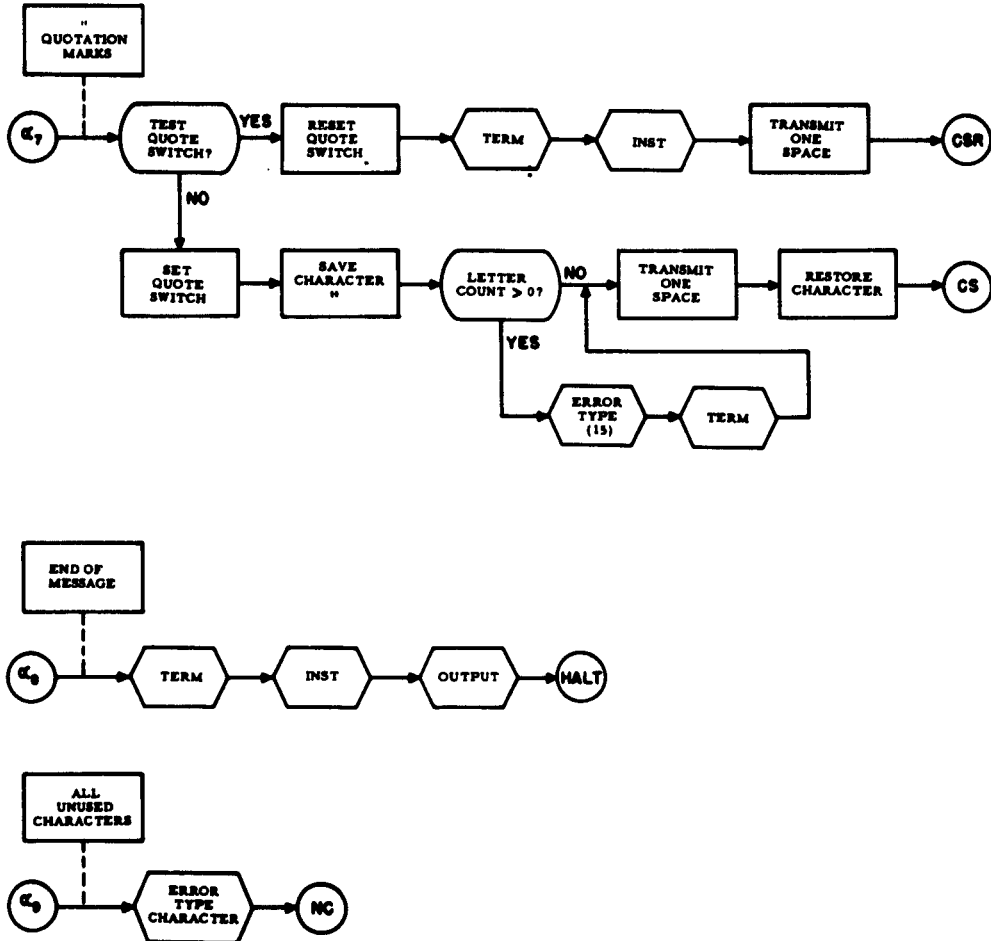 "
QUOTATION
MARKS
α7
TEST
QUOTE
SWITCH?
YES
RESET
QUOTE
SWITCH
TERM
INST
TRANSMIT
ONE
SPACE
CSR
NO
SET
QUOTE
SWITCH
SAVE
CHARACTER
"
LETTER
COUNT > 0?
NO
TRANSMIT
ONE
SPACE
RESTORE
CHARACTER
CS
YES
ERROR
TYPE
(15)
TERM
END OF
MESSAGE
α8
TERM
INST
OUTPUT
HALT
ALL
UNUSED
CHARACTERS
α9
ERROR
TYPE
CHARACTER
NC